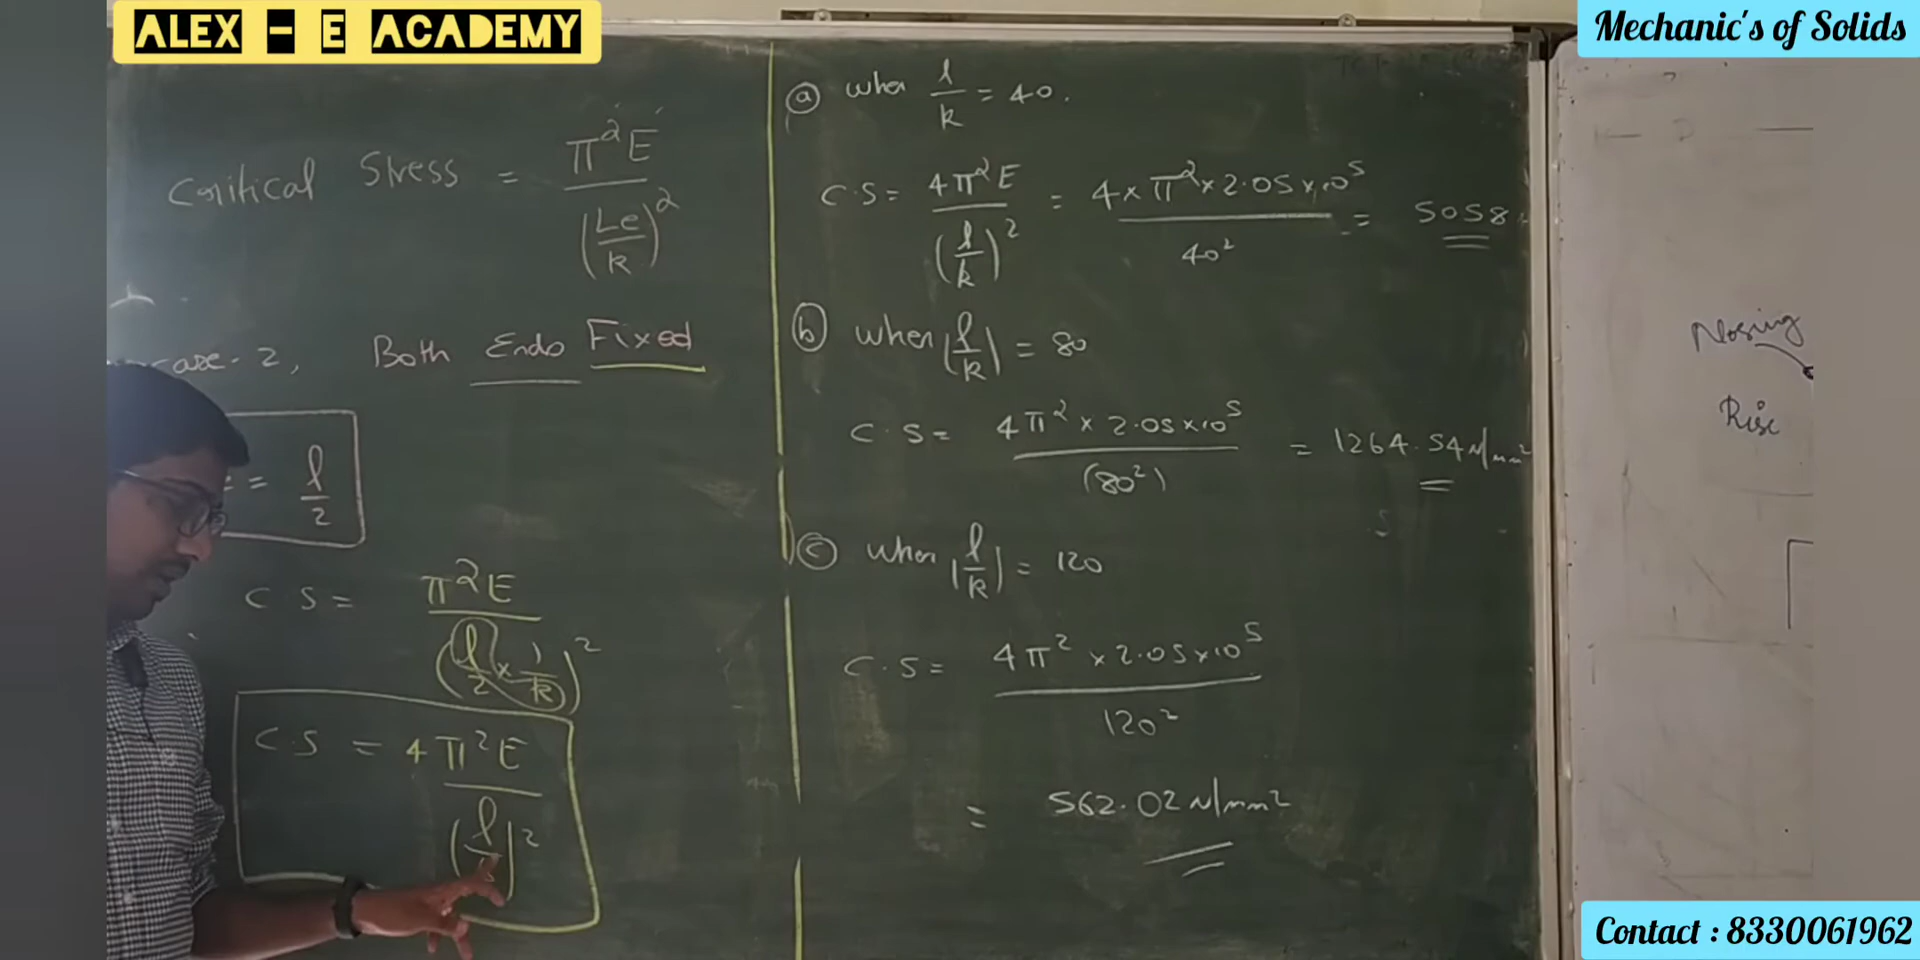 ALEX - E ACADEMY
Mechanic's of Solids
Critical Stress = π²E / (Le/k)²
case-2, Both Ends Fixed
= l/2
CS = π²E / (l/2 × 1/k)²
C.S = 4π²E / (l/)²
(a) when l/k = 40.
C.S = 4π²E / (l/k)² = 4×π²×2.05×10⁵ / 40² = 5058.
(b) when (l/k) = 80
C.S = 4π² × 2.05×10⁵ / (80²) = 1264.54 N/mm²
(c) when (l/k) = 120
C.S = 4π² × 2.05×10⁵ / 120²
= 562.02 N/mm²
Nosing
Rise
Contact : 8330061962